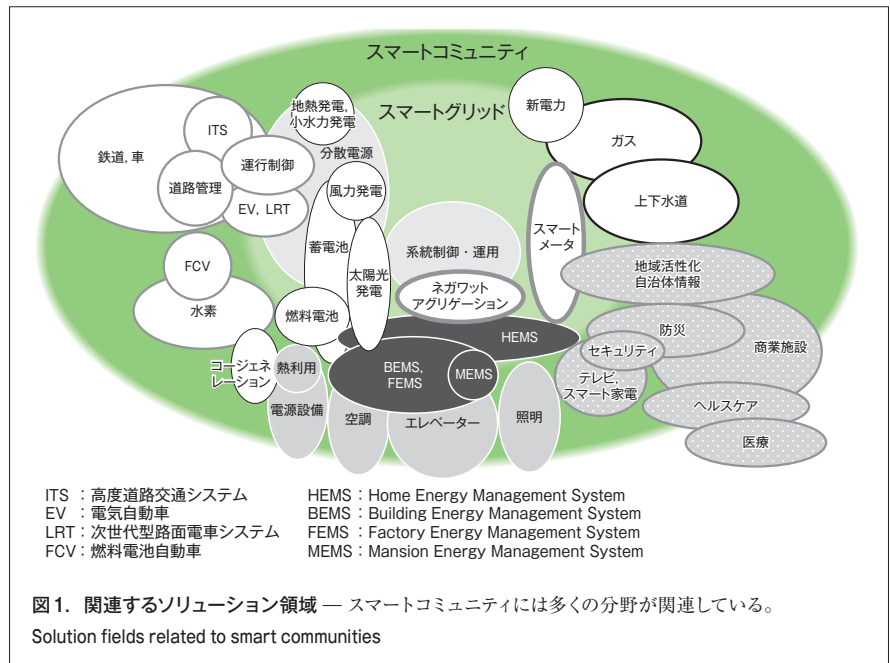 スマートコミュニティ
スマートグリッド
地熱発電,
小水力発電
分散電源
新電力
ITS
鉄道, 車
運行制御
道路管理
EV, LRT
風力発電
蓄電池
太陽光
発電
系統制御・運用
ネガワット
アグリゲーション
スマート
メータ
ガス
上下水道
地域活性化
自治体情報
FCV
水素
燃料電池
HEMS
防災
セキュリティ
商業施設
コージェネ
レーション
熱利用
電源設備
BEMS,
FEMS
MEMS
空調
エレベーター
照明
テレビ,
スマート家電
ヘルスケア
医療
ITS :高度道路交通システム
EV :電気自動車
LRT:次世代型路面電車システム
FCV:燃料電池自動車
HEMS:Home Energy Management System
BEMS:Building Energy Management System
FEMS:Factory Energy Management System
MEMS:Mansion Energy Management System
図1. 関連するソリューション領域 — スマートコミュニティには多くの分野が関連している。
Solution fields related to smart communities